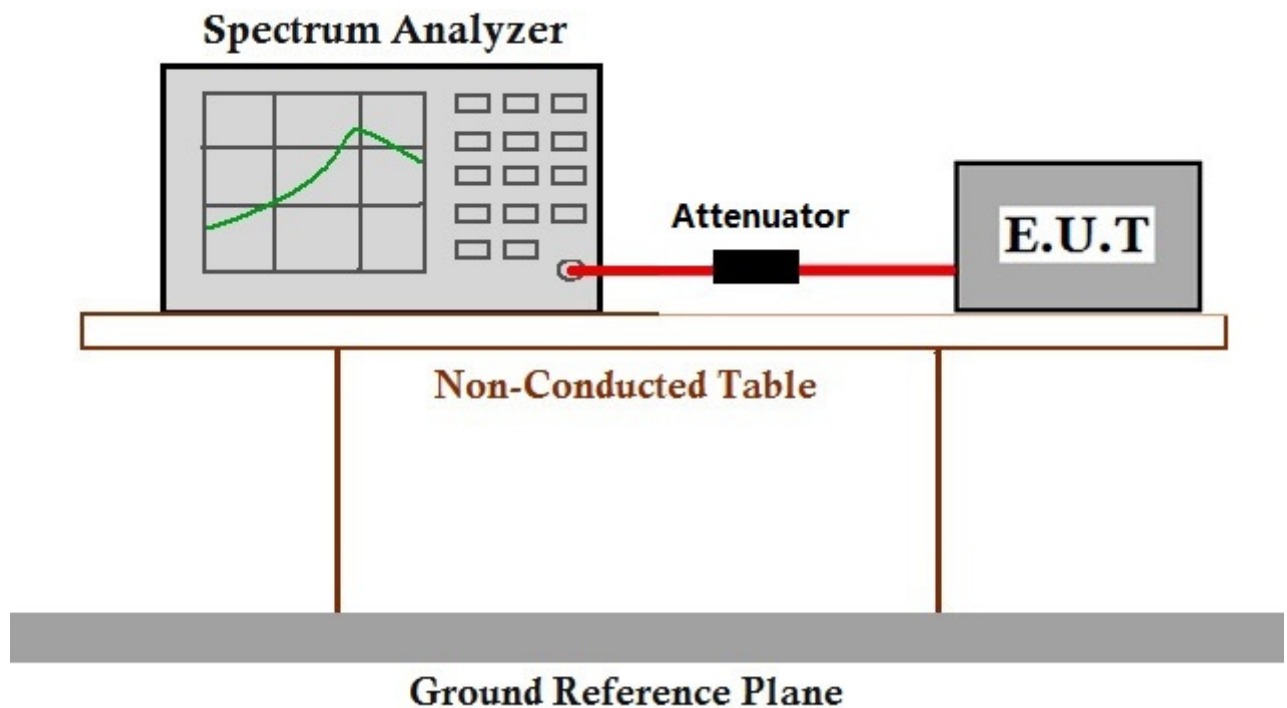 Spectrum Analyzer
Attenuator
E.U.T
Non-Conducted Table
Ground Reference Plane